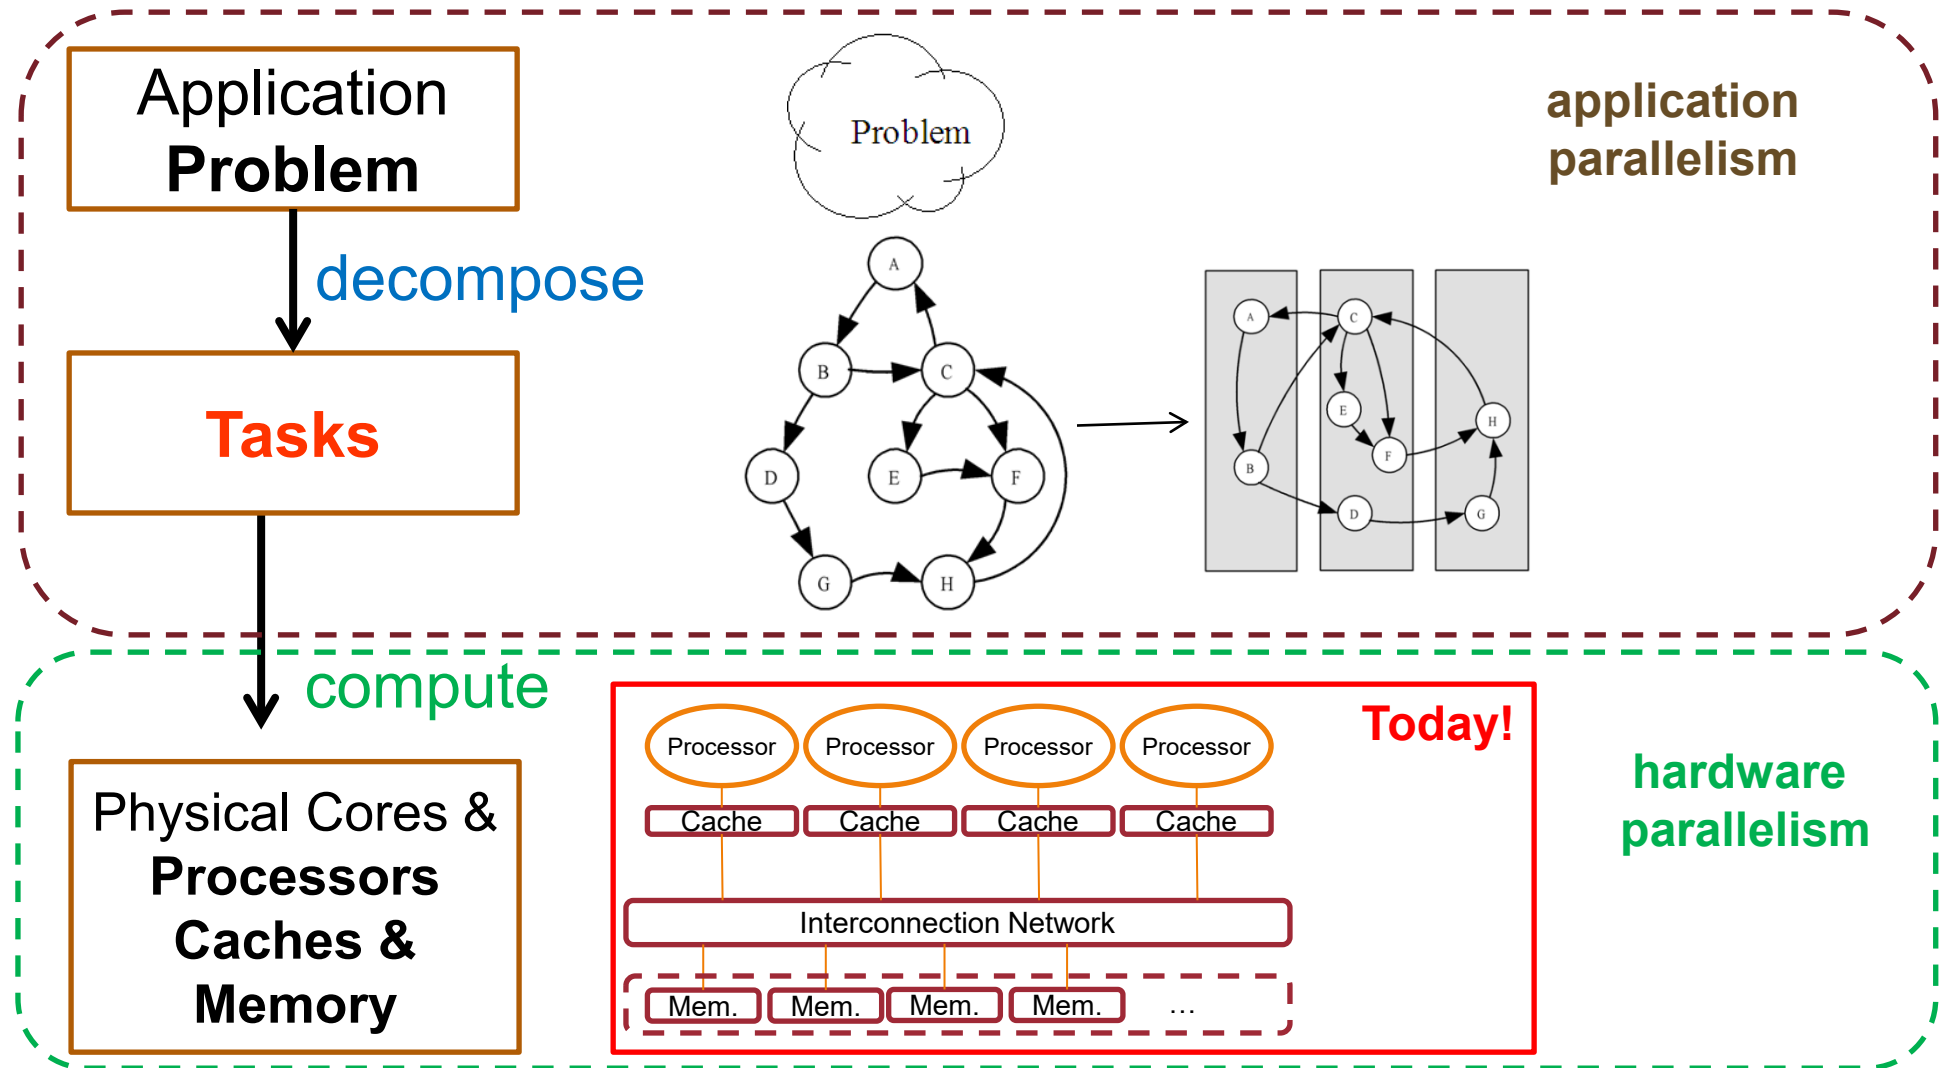 Application
Problem
decompose
Tasks
Problem
A
B
C
D
E
F
G
H
A
C
E
H
F
B
D
G
application
parallelism
compute
Physical Cores &
Processors
Caches &
Memory
Today!
Processor Processor Processor Processor
Cache Cache Cache Cache
Interconnection Network
Mem. Mem. Mem. Mem. ...
hardware
parallelism